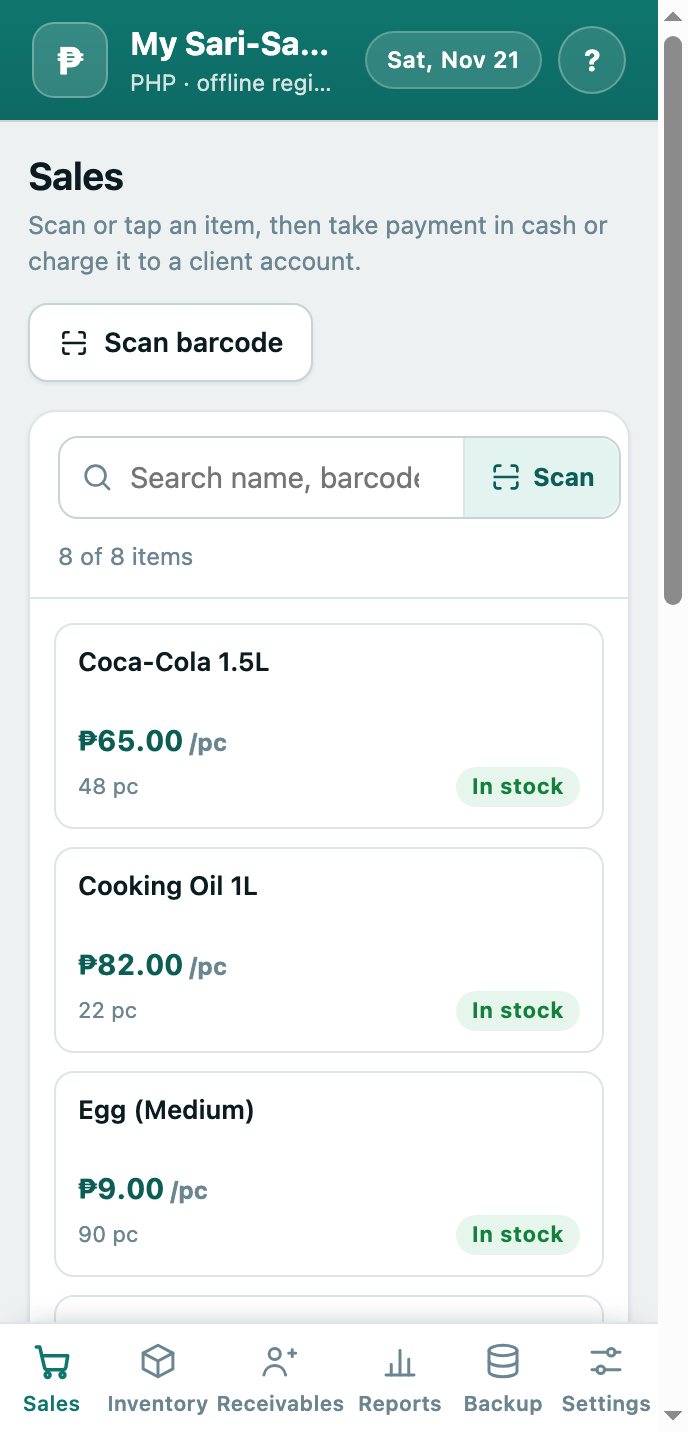 ₱
My Sari-Sa...
PHP · offline regi...
Sat, Nov 21
?
Sales
Scan or tap an item, then take payment in cash or
charge it to a client account.
Scan barcode
Search name, barcode
Scan
8 of 8 items
Coca-Cola 1.5L
₱65.00 /pc
48 pc
In stock
Cooking Oil 1L
₱82.00 /pc
22 pc
In stock
Egg (Medium)
₱9.00 /pc
90 pc
In stock
Sales
Inventory
Receivables
Reports
Backup
Settings